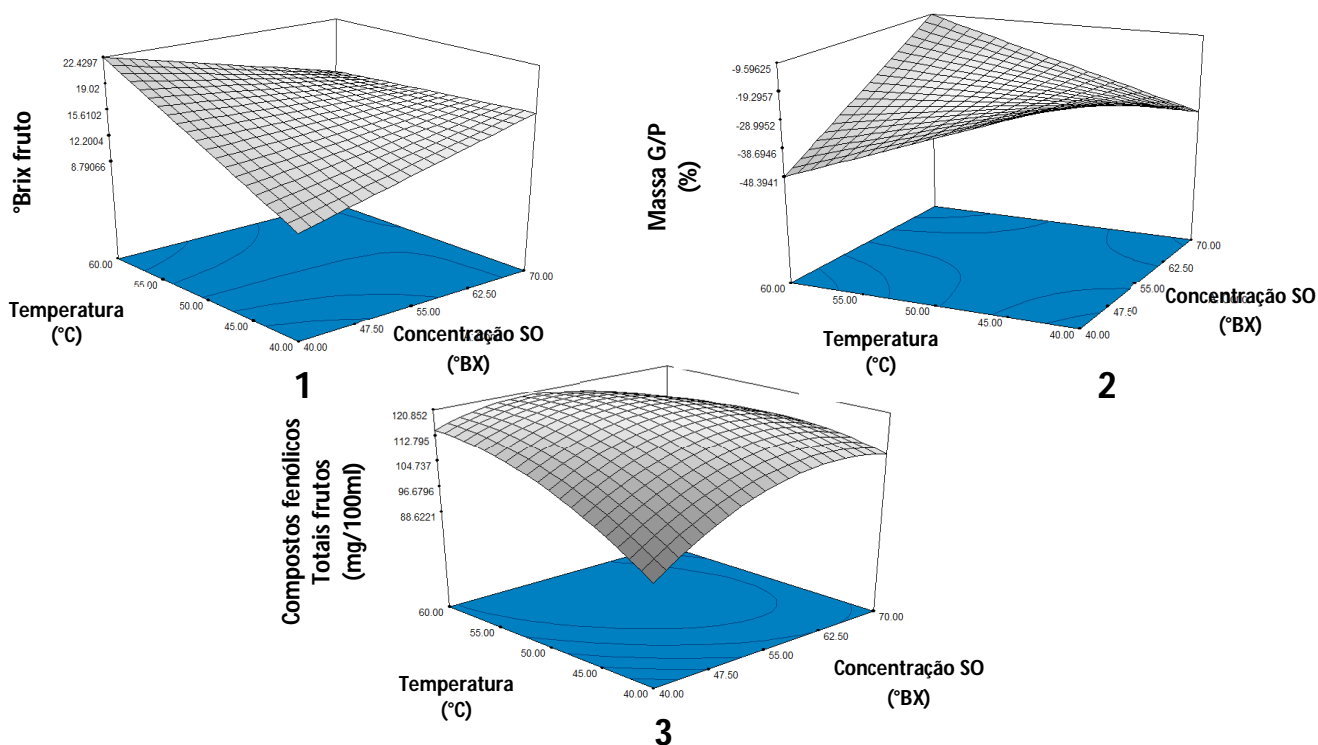 22.4297
19.02
15.6102
12.2004
8.79066
°Brix fruto
60.00
55.00
50.00
45.00
40.00
Temperatura
(°C)
40.00
47.50
55.00
62.50
70.00
Concentração SO
(°BX)
1
-9.59625
-19.2957
-28.9952
-38.6946
-48.3941
Massa G/P
(%)
60.00
55.00
50.00
45.00
40.00
Temperatura
(°C)
40.00
47.50
55.00
62.50
70.00
Concentração SO
(°BX)
2
120.852
112.795
104.737
96.6796
88.6221
Compostos fenólicos
Totais frutos
(mg/100ml)
60.00
55.00
50.00
45.00
40.00
Temperatura
(°C)
40.00
47.50
55.00
62.50
70.00
Concentração SO
(°BX)
3